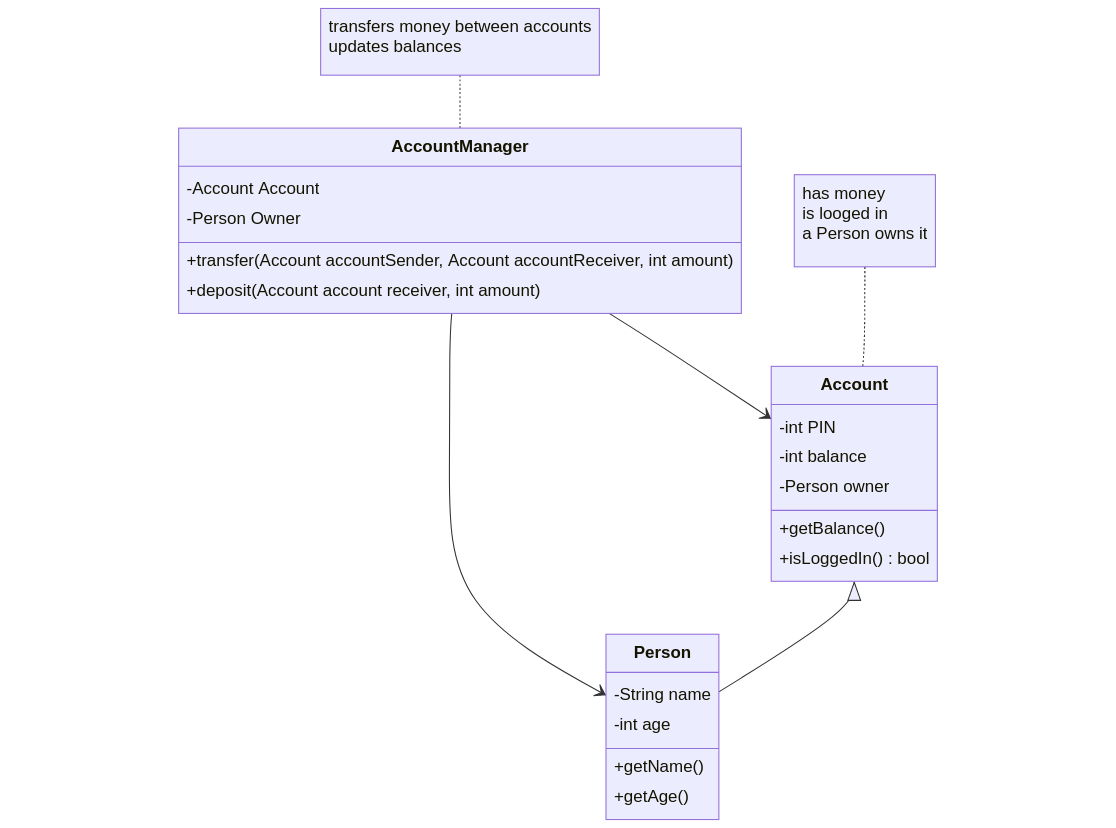 transfers money between accounts
updates balances
AccountManager
-Account Account
-Person Owner
+transfer(Account accountSender, Account accountReceiver, int amount)
+deposit(Account account receiver, int amount)
has money
is looged in
a Person owns it
Account
-int PIN
-int balance
-Person owner
+getBalance()
+isLoggedIn() : bool
Person
-String name
-int age
+getName()
+getAge()